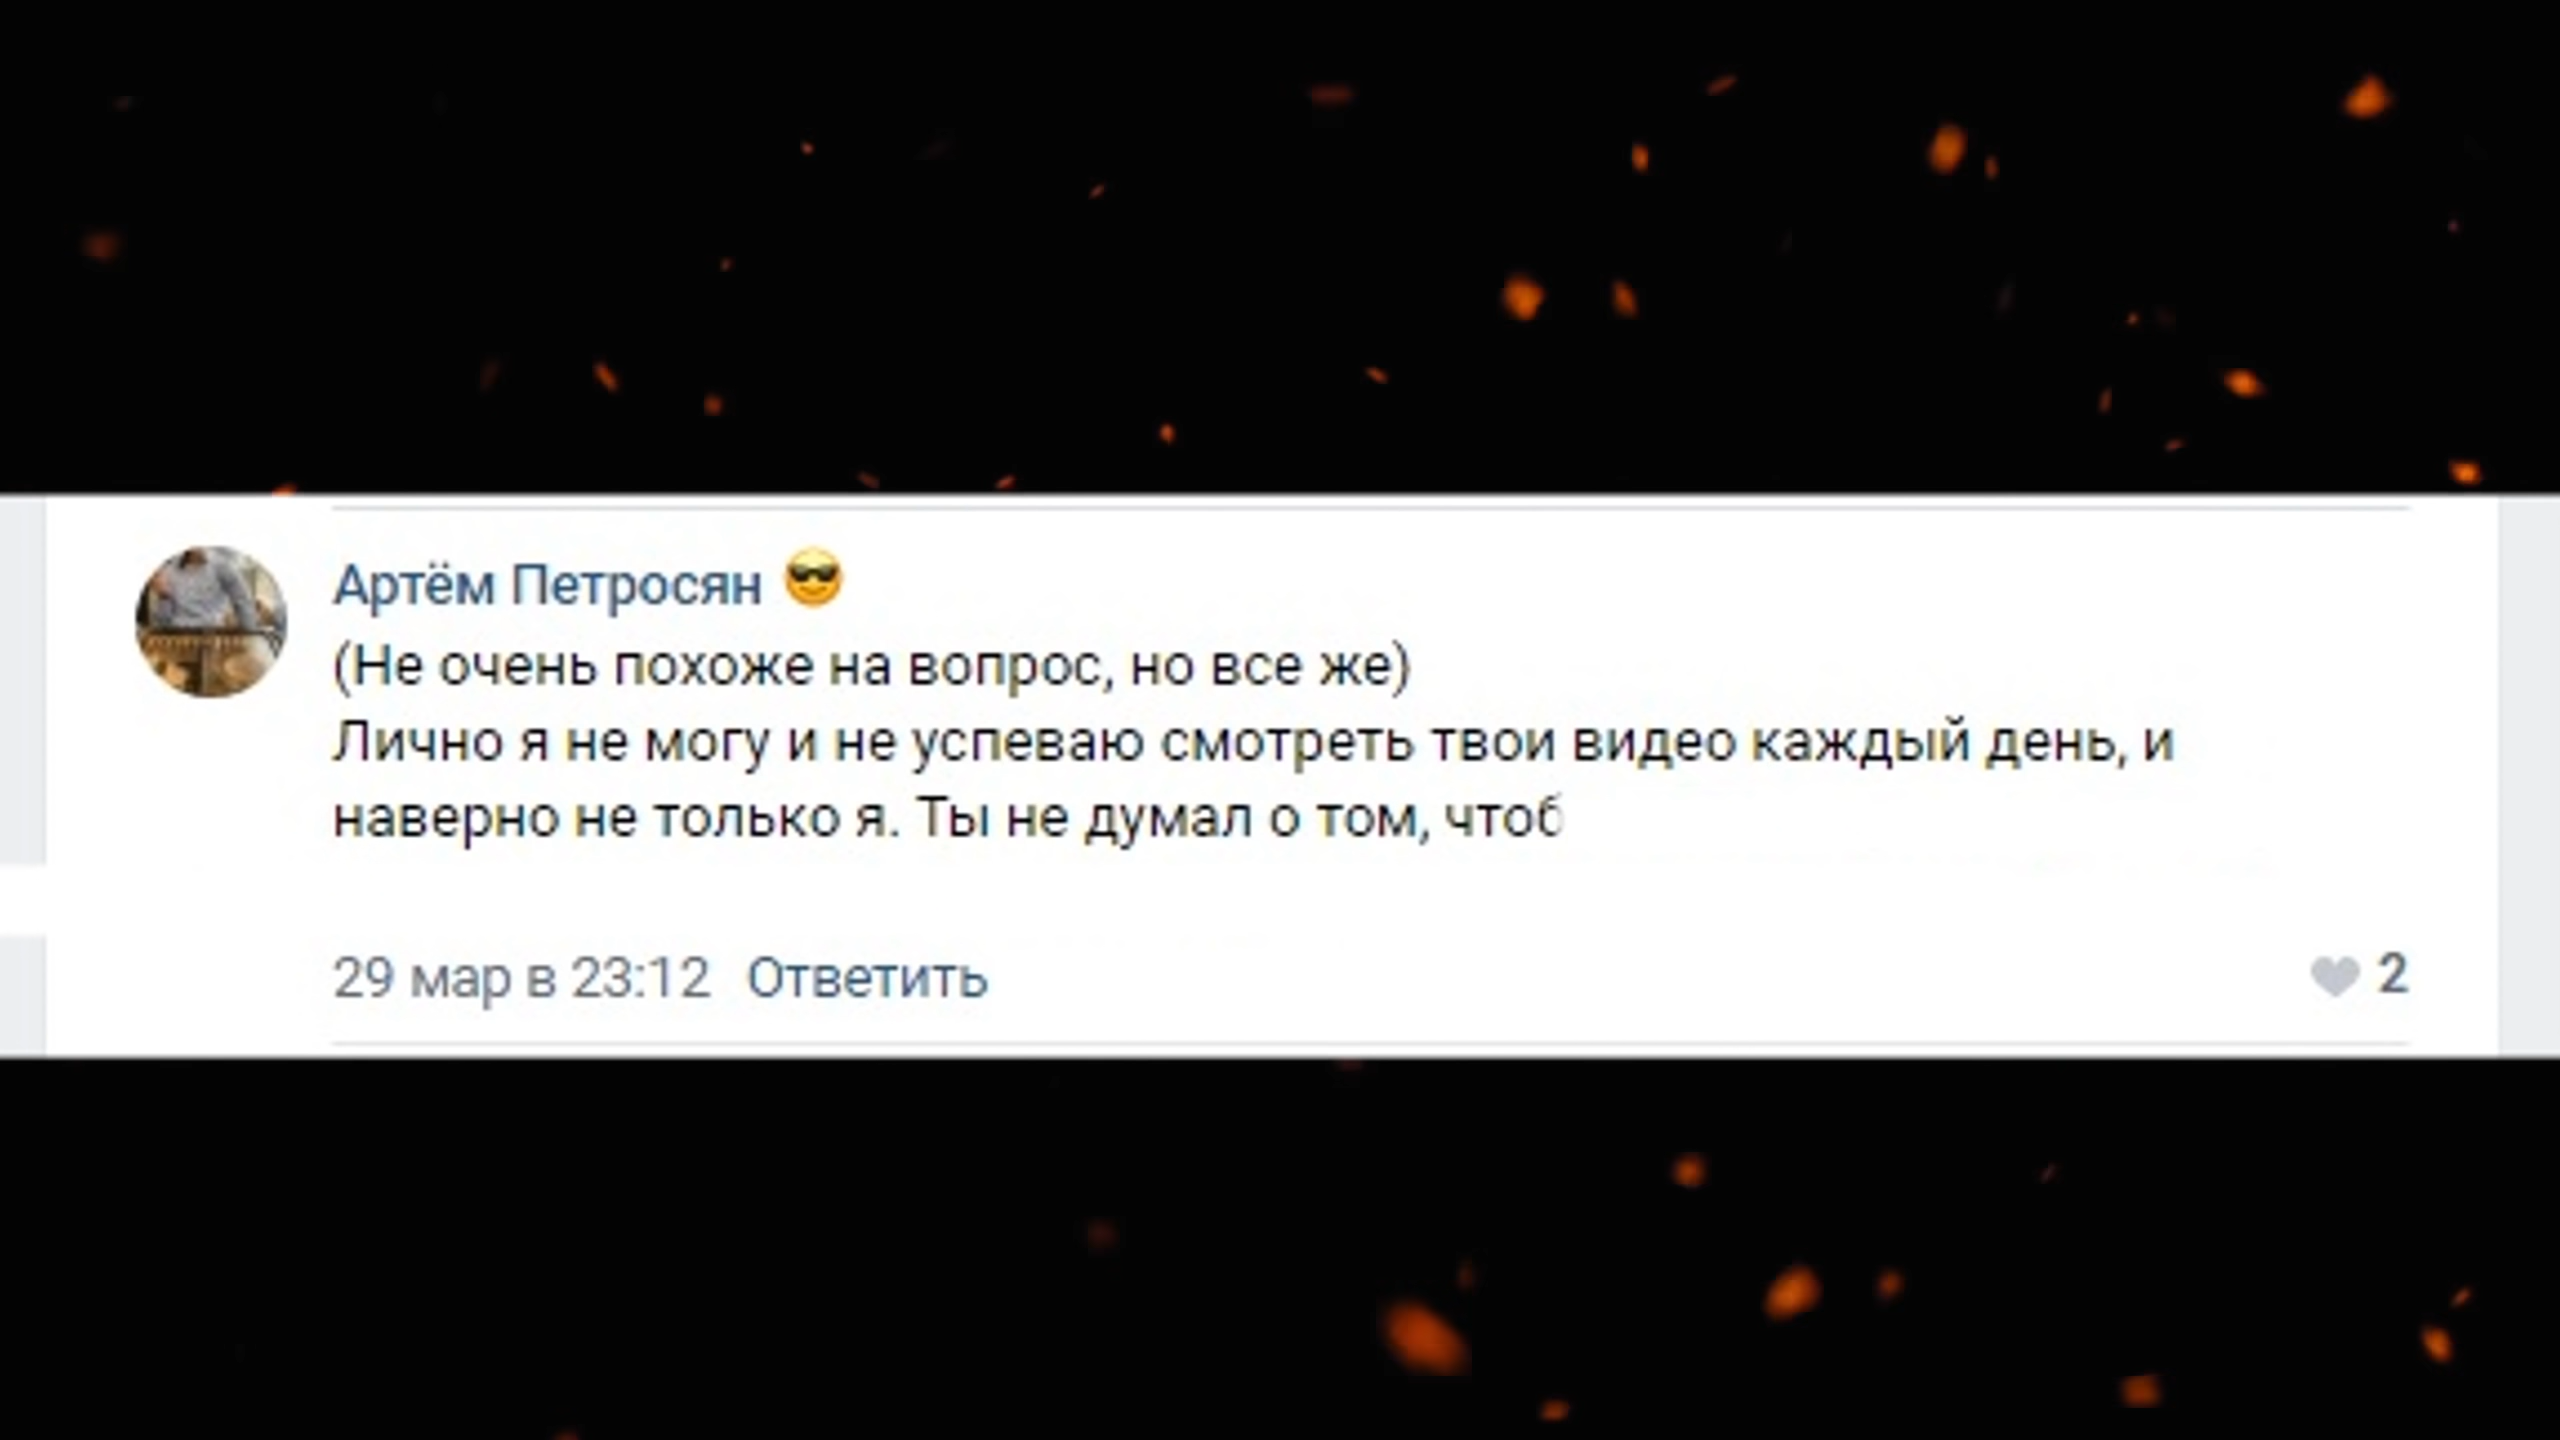 Артём Петросян 😎
(Не очень похоже на вопрос, но все же)
Лично я не могу и не успеваю смотреть твои видео каждый день, и
наверно не только я. Ты не думал о том, чтоб
29 мар в 23:12 Ответить 2